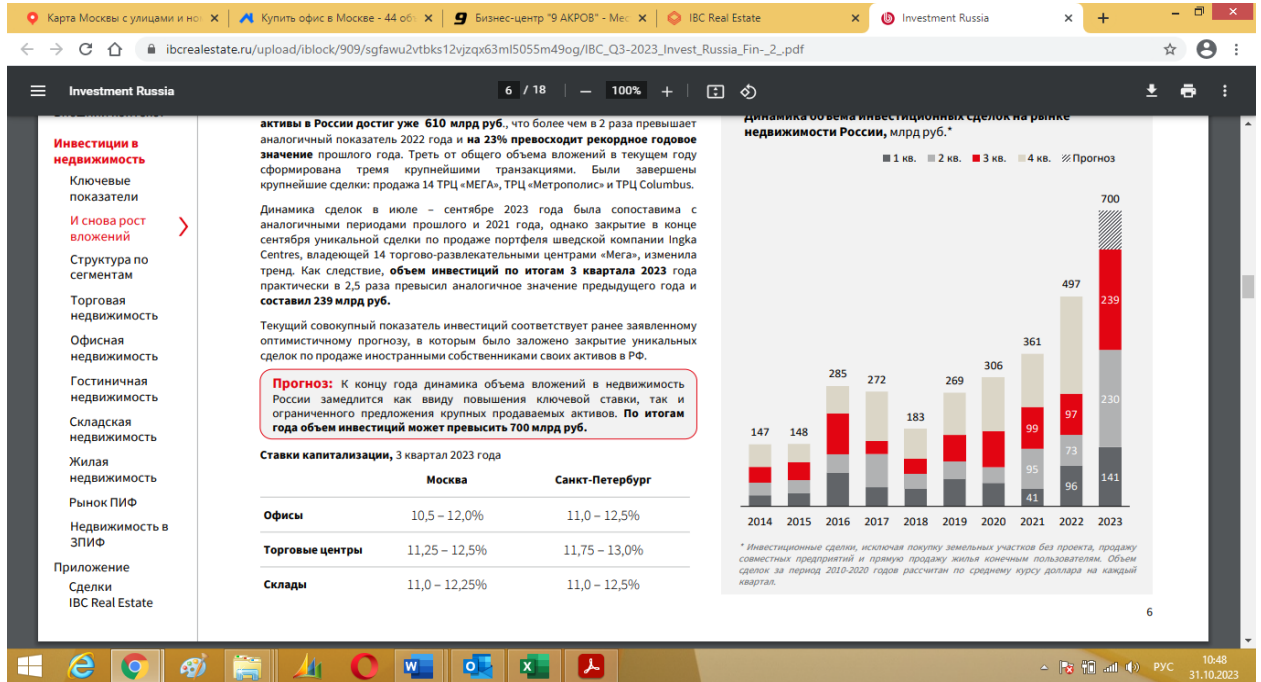 Карта Москвы с улицами и но
Купить офис в Москве - 44 об
Бизнес-центр "9 АКРОВ" - Мес
IBC Real Estate
Investment Russia
ibcrealestate.ru/upload/iblock/909/sgfawu2vtbks12vjzqx63ml5055m49og/IBC_Q3-2023_Invest_Russia_Fin-_2_.pdf
Investment Russia
6 / 18
100%
Инвестиции в
недвижимость
Ключевые
показатели
И снова рост
вложений
Структура по
сегментам
Торговая
недвижимость
Офисная
недвижимость
Гостиничная
недвижимость
Складская
недвижимость
Жилая
недвижимость
Рынок ПИФ
Недвижимость в
ЗПИФ
Приложение
Сделки
IBC Real Estate
активы в России достиг уже 610 млрд руб., что более чем в 2 раза превышает
аналогичный показатель 2022 года и на 23% превосходит рекордное годовое
значение прошлого года. Треть от общего объема вложений в текущем году
сформирована тремя крупнейшими транзакциями. Были завершены
крупнейшие сделки: продажа 14 ТРЦ «МЕГА», ТРЦ «Метрополис» и ТРЦ Columbus.
Динамика сделок в июле – сентябре 2023 года была сопоставима с
аналогичными периодами прошлого и 2021 года, однако закрытие в конце
сентября уникальной сделки по продаже портфеля шведской компании Ingka
Centres, владеющей 14 торгово-развлекательными центрами «Мега», изменила
тренд. Как следствие, объем инвестиций по итогам 3 квартала 2023 года
практически в 2,5 раза превысил аналогичное значение предыдущего года и
составил 239 млрд руб.
Текущий совокупный показатель инвестиций соответствует ранее заявленному
оптимистичному прогнозу, в которым было заложено закрытие уникальных
сделок по продаже иностранными собственниками своих активов в РФ.
Прогноз: К концу года динамика объема вложений в недвижимость
России замедлится как ввиду повышения ключевой ставки, так и
ограниченного предложения крупных продаваемых активов. По итогам
года объем инвестиций может превысить 700 млрд руб.
Ставки капитализации, 3 квартал 2023 года
Москва Санкт-Петербург
Офисы 10,5 – 12,0% 11,0 – 12,5%
Торговые центры 11,25 – 12,5% 11,75 – 13,0%
Склады 11,0 – 12,25% 11,0 – 12,5%
Динамика объема инвестиционных сделок на рынке
недвижимости России, млрд руб.*
1 кв. 2 кв. 3 кв. 4 кв. Прогноз
700
497
239
361
306
285
272
269
230
183
147 148
99
97
95
73
96
141
41
2014 2015 2016 2017 2018 2019 2020 2021 2022 2023
* Инвестиционные сделки, исключая покупку земельных участков без проекта, продажу
совместных предприятий и прямую продажу жилья конечным пользователям. Объем
сделок за период 2010-2020 годов рассчитан по среднему курсу доллара на каждый
квартал.
6
РУС
10:48
31.10.2023